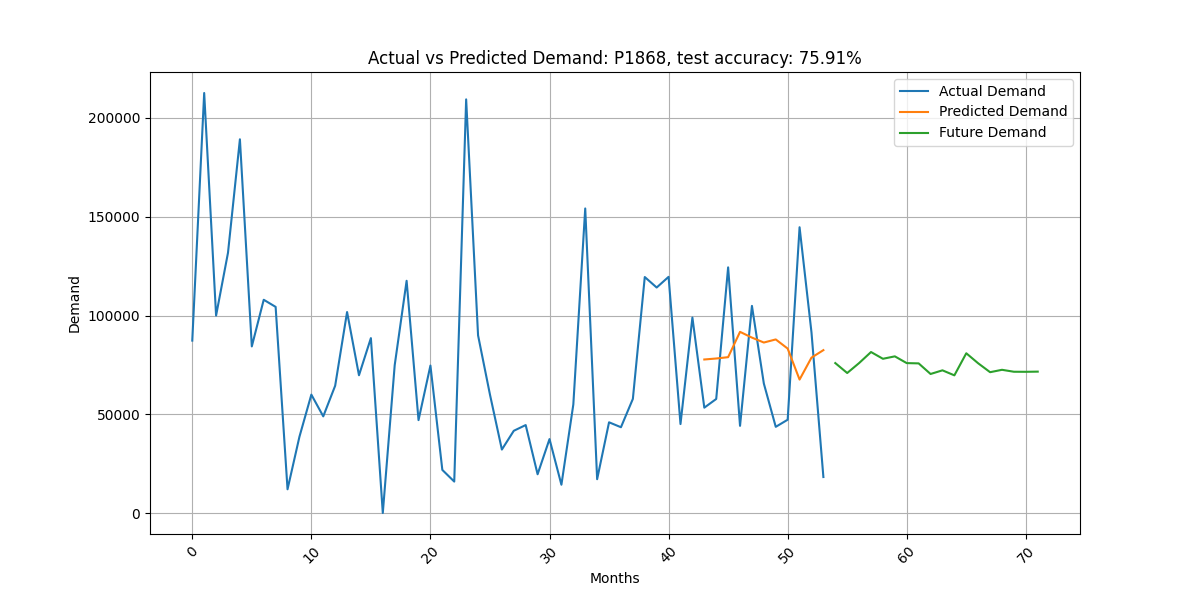 Actual vs Predicted Demand: P1868, test accuracy: 75.91%
Actual Demand
Predicted Demand
Future Demand
Demand
200000
150000
100000
50000
0
0 10 20 30 40 50 60 70
Months